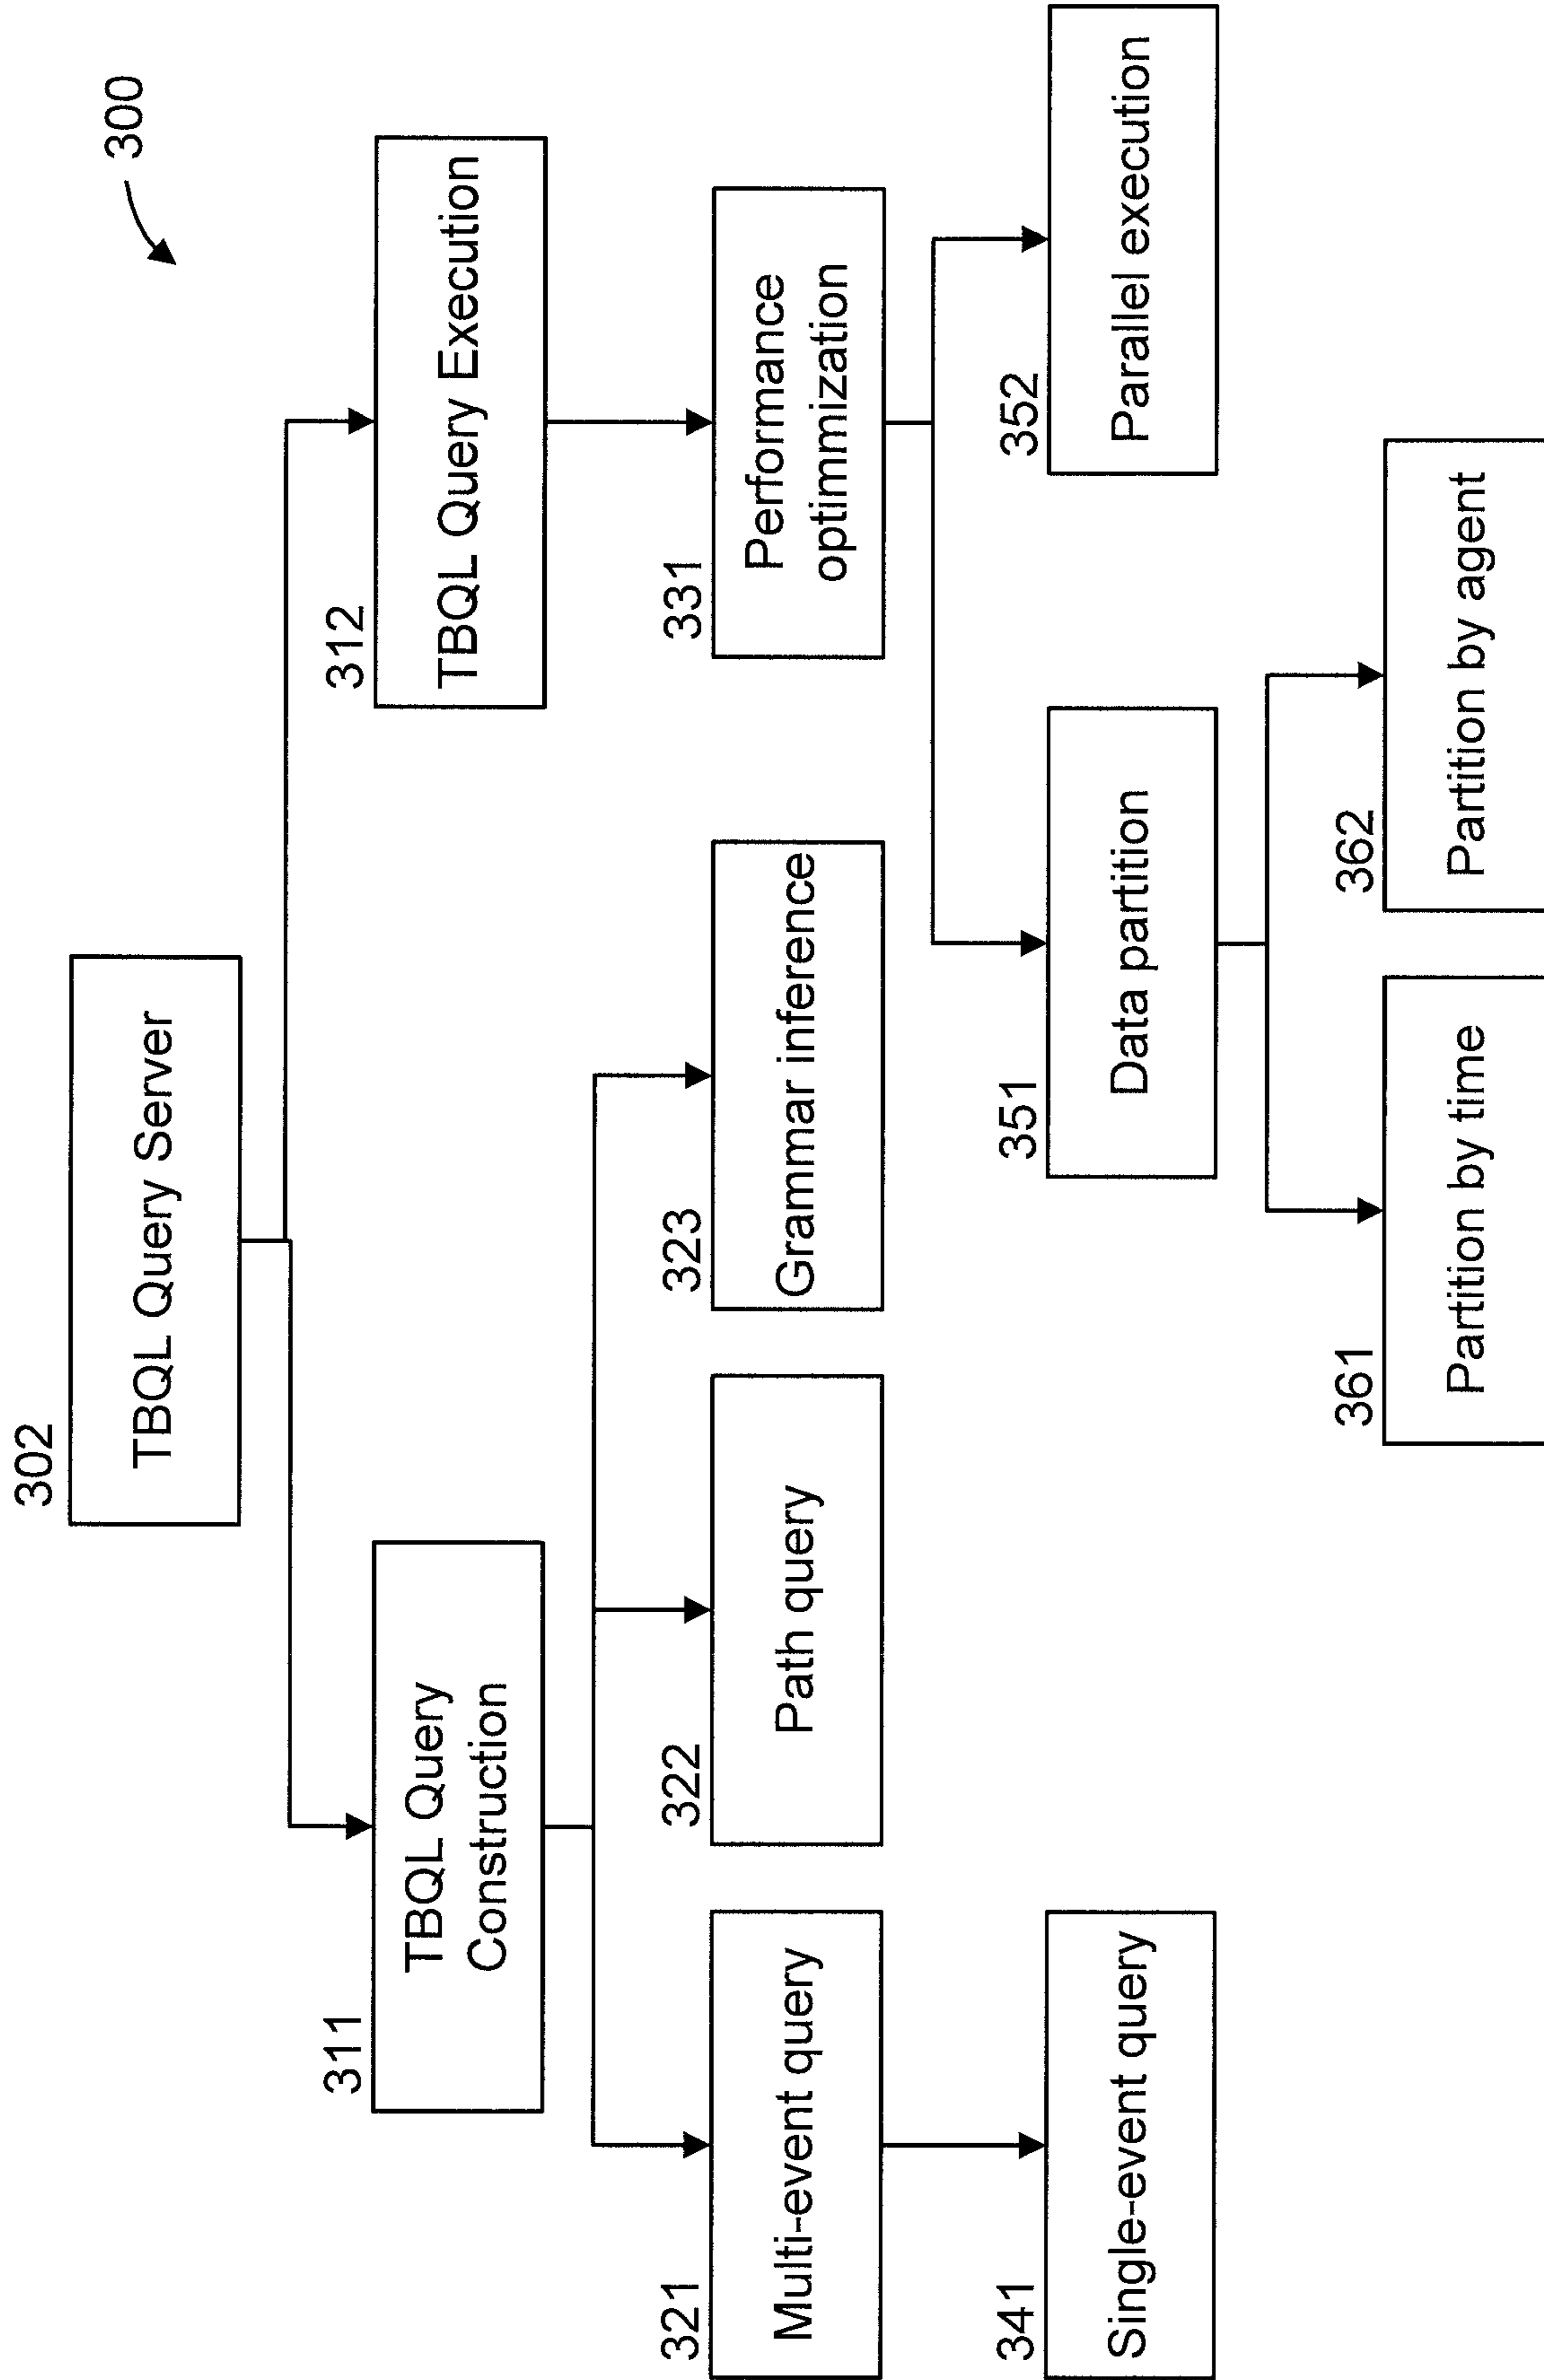 300
302
TBQL Query Server
311
TBQL Query
Construction
312
TBQL Query Execution
321
Multi-event query
322
Path query
323
Grammar inference
331
Performance
optimmization
341
Single-event query
351
Data partition
352
Parallel execution
361
Partition by time
362
Partition by agent